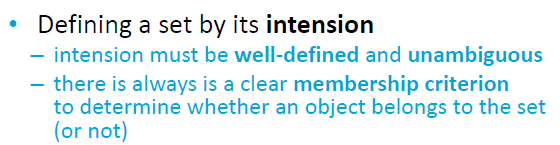 • Defining a set by its intension
– intension must be well-defined and unambiguous
– there is always is a clear membership criterion
to determine whether an object belongs to the set
(or not)